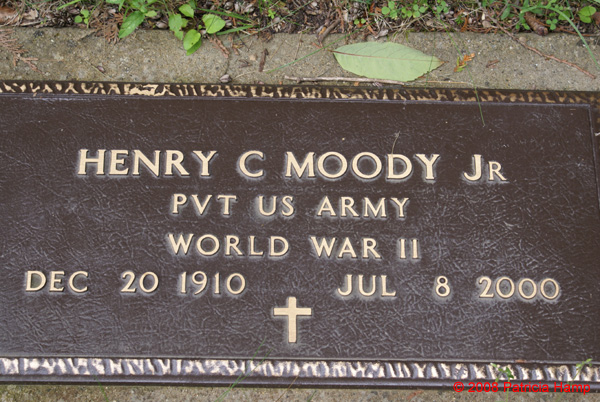 HENRY C MOODY JR
PVT US ARMY
WORLD WAR II
DEC 20 1910 JUL 8 2000
© 2008 Patricia Hamp